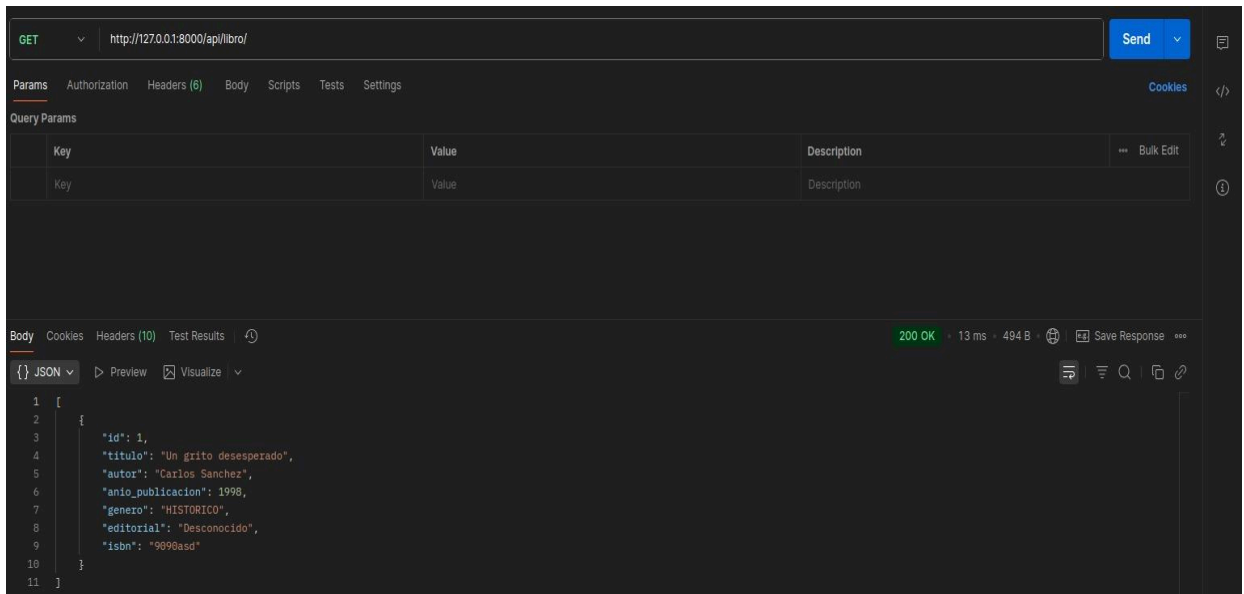 GET http://127.0.0.1:8000/api/libro/ Send
Params Authorization Headers (6) Body Scripts Tests Settings Cookies
Query Params
Key Value Description Bulk Edit
Key Value Description
Body Cookies Headers (10) Test Results 200 OK 13 ms 494 B e.g. Save Response
{} JSON Preview Visualize
1 [
2 {
3 "id": 1,
4 "titulo": "Un grito desesperado",
5 "autor": "Carlos Sanchez",
6 "anio_publicacion": 1998,
7 "genero": "HISTORICO",
8 "editorial": "Desconocido",
9 "isbn": "9090asd"
10 }
11 ]